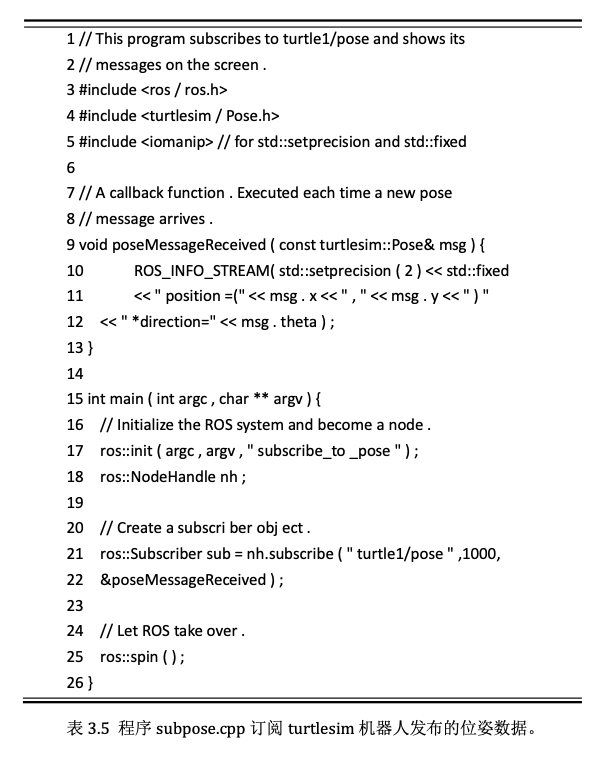 1 // This program subscribes to turtle1/pose and shows its
2 // messages on the screen .
3 #include <ros / ros.h>
4 #include <turtlesim / Pose.h>
5 #include <iomanip> // for std::setprecision and std::fixed
6
7 // A callback function . Executed each time a new pose
8 // message arrives .
9 void poseMessageReceived ( const turtlesim::Pose& msg ) {
10 ROS_INFO_STREAM( std::setprecision ( 2 ) << std::fixed
11 << " position =(" << msg . x << " , " << msg . y << " ) "
12 << " *direction=" << msg . theta ) ;
13 }
14
15 int main ( int argc , char ** argv ) {
16 // Initialize the ROS system and become a node .
17 ros::init ( argc , argv , " subscribe_to _pose " ) ;
18 ros::NodeHandle nh ;
19
20 // Create a subscri ber obj ect .
21 ros::Subscriber sub = nh.subscribe ( " turtle1/pose " ,1000,
22 &poseMessageReceived ) ;
23
24 // Let ROS take over .
25 ros::spin ( ) ;
26 }
表 3.5 程序 subpose.cpp 订阅 turtlesim 机器人发布的位姿数据。